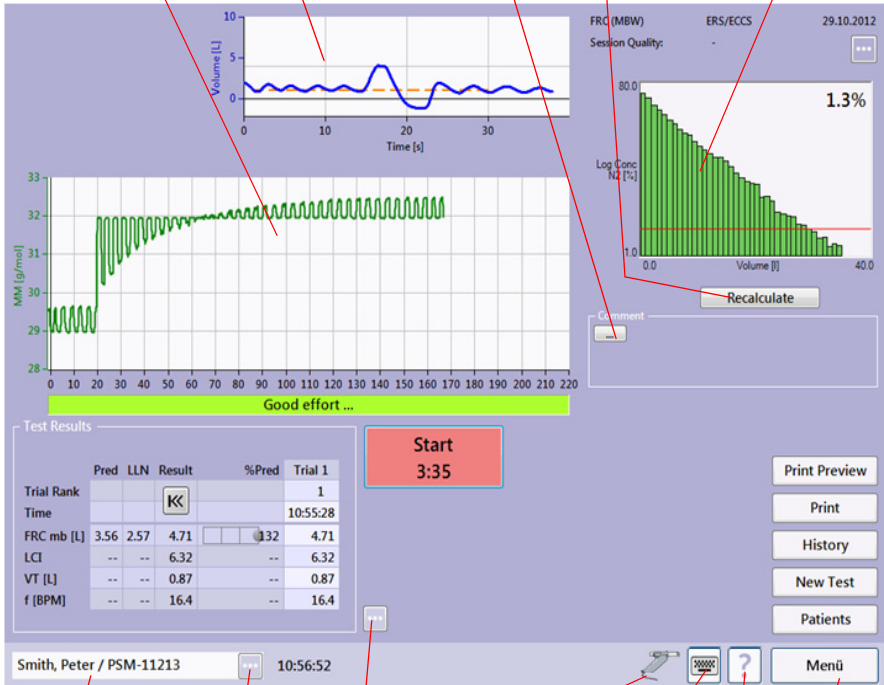 10
5
0
Volume [L]
0 10 20 30
Time [s]
FRC (MBW) ERS/ECCS 29.10.2012
Session Quality: -
80.0
1.3%
Log Conc
N2 [%]
1.0
0.0 Volume [l] 40.0
Recalculate
Comment
...
33
32
31
30
29
28
MM [g/mol]
0 10 20 30 40 50 60 70 80 90 100 110 120 130 140 150 160 170 180 190 200 210 220
Good effort ...
Test Results
Pred LLN Result %Pred Trial 1
Trial Rank 1
Time 10:55:28
FRC mb [L] 3.56 2.57 4.71 132 4.71
LCI -- -- 6.32 -- 6.32
VT [L] -- -- 0.87 -- 0.87
f [BPM] -- -- 16.4 -- 16.4
Start
3:35
Print Preview
Print
History
New Test
Patients
Smith, Peter / PSM-11213 ... 10:56:52
?
Menü